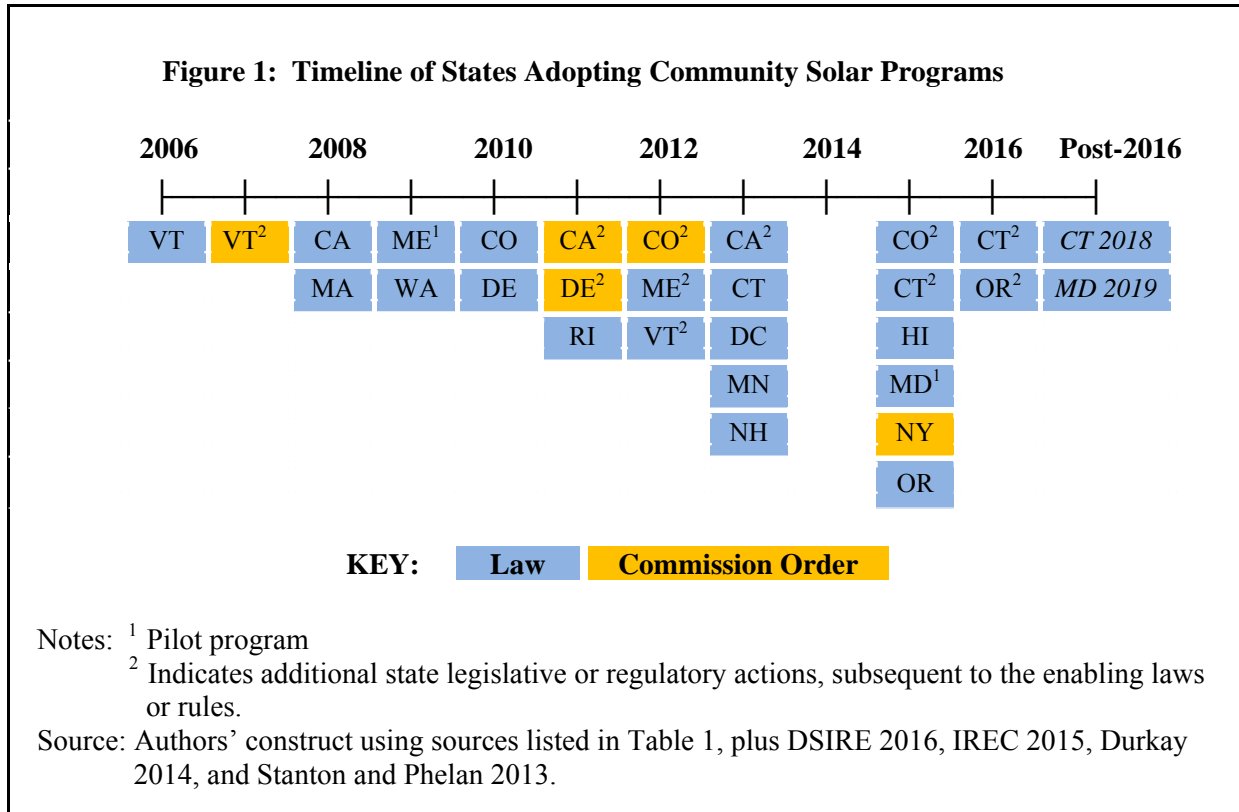 Figure 1: Timeline of States Adopting Community Solar Programs
2006 2008 2010 2012 2014 2016 Post-2016
VT VT² CA ME¹ CO CA² CO² CA² CO² CT² CT 2018
MA WA DE DE² ME² CT CT² OR² MD 2019
RI VT² DC HI
MN MD¹
NH NY
OR
KEY: Law Commission Order
Notes: ¹ Pilot program
² Indicates additional state legislative or regulatory actions, subsequent to the enabling laws
or rules.
Source: Authors’ construct using sources listed in Table 1, plus DSIRE 2016, IREC 2015, Durkay
2014, and Stanton and Phelan 2013.